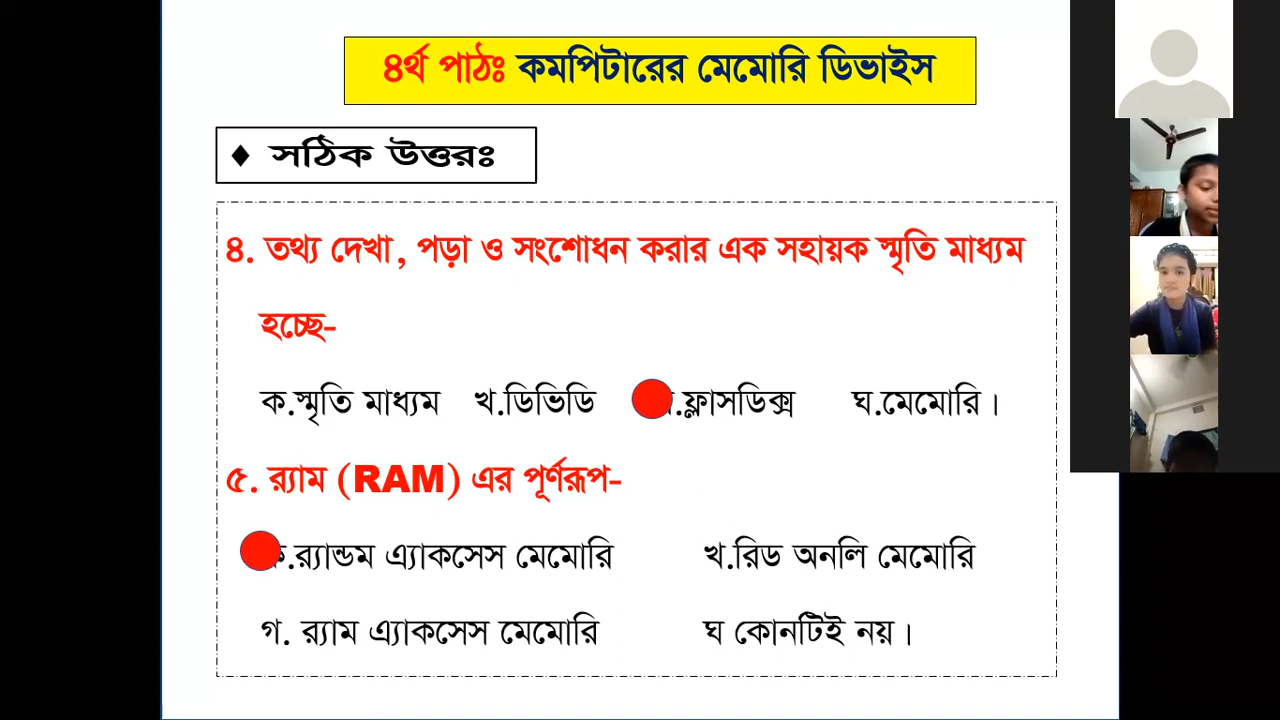 ৪র্থ পাঠঃ কমপিটারের মেমোরি ডিভাইস
♦ সঠিক উত্তরঃ
৪. তথ্য দেখা, পড়া ও সংশোধন করার এক সহায়ক স্মৃতি মাধ্যম
হচ্ছে-
ক.স্মৃতি মাধ্যম খ.ডিভিডি .ফ্লাসডিক্স ঘ.মেমোরি।
৫. র‍্যাম (RAM) এর পূর্ণরূপ-
ক.র‍্যান্ডম এ্যাকসেস মেমোরি খ.রিড অনলি মেমোরি
গ. র‍্যাম এ্যাকসেস মেমোরি ঘ কোনটিই নয়।